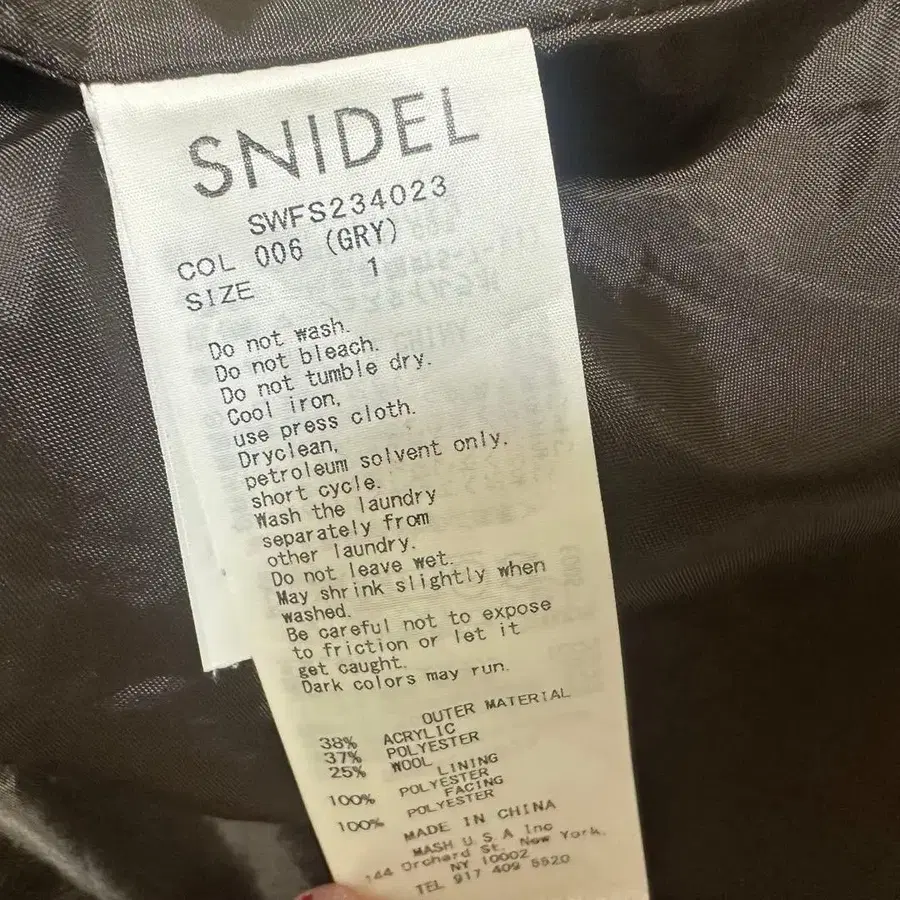 SNIDEL
SWFS234023
COL 006 (GRY)
SIZE 1
Do not wash.
Do not bleach.
Do not tumble dry.
Cool iron,
use press cloth.
Dryclean,
petroleum solvent only,
short cycle.
Wash the laundry
separately from
other laundry.
Do not leave wet.
May shrink slightly when
washed.
Be careful not to expose
to friction or let it
get caught.
Dark colors may run.
OUTER MATERIAL
38% ACRYLIC
37% POLYESTER
25% WOOL
LINING
100% POLYESTER
FACING
100% POLYESTER
MADE IN CHINA
MASH U.S.A Inc
144 Orchard St. New York,
NY 10002
TEL 917 409 5520